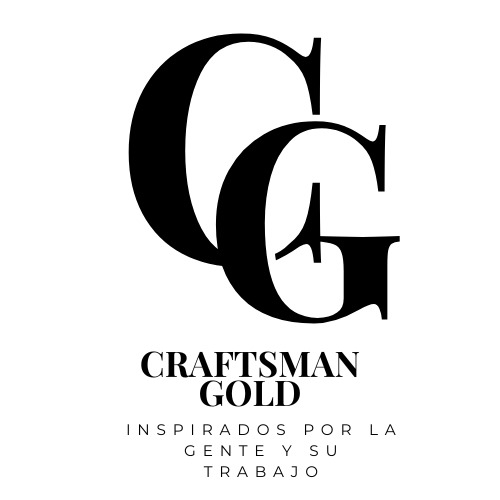 CG
CRAFTSMAN
GOLD
INSPIRADOS POR LA
GENTE Y SU
TRABAJO